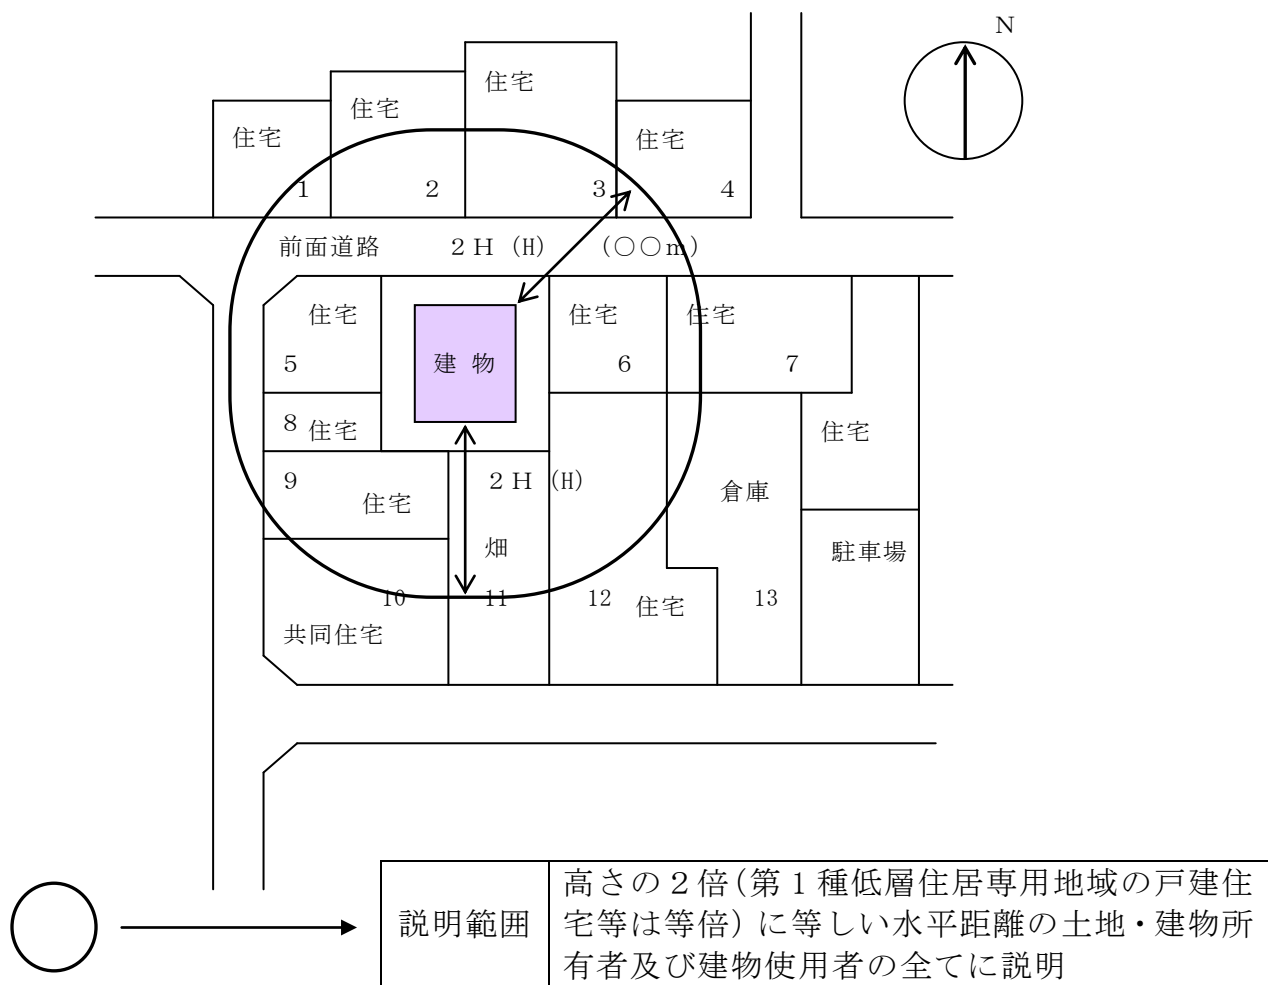 N
住宅
住宅
住宅
住宅
1
2
3
4
前面道路 ２Ｈ (H) （○○ｍ）
住宅
住宅
住宅
建 物
5
6
7
8 住宅
住宅
9
２Ｈ (H)
住宅
倉庫
畑
駐車場
10
11
12
住宅
13
共同住宅
説明範囲
高さの２倍（第１種低層住居専用地域の戸建住
宅等は等倍）に等しい水平距離の土地・建物所
有者及び建物使用者の全てに説明